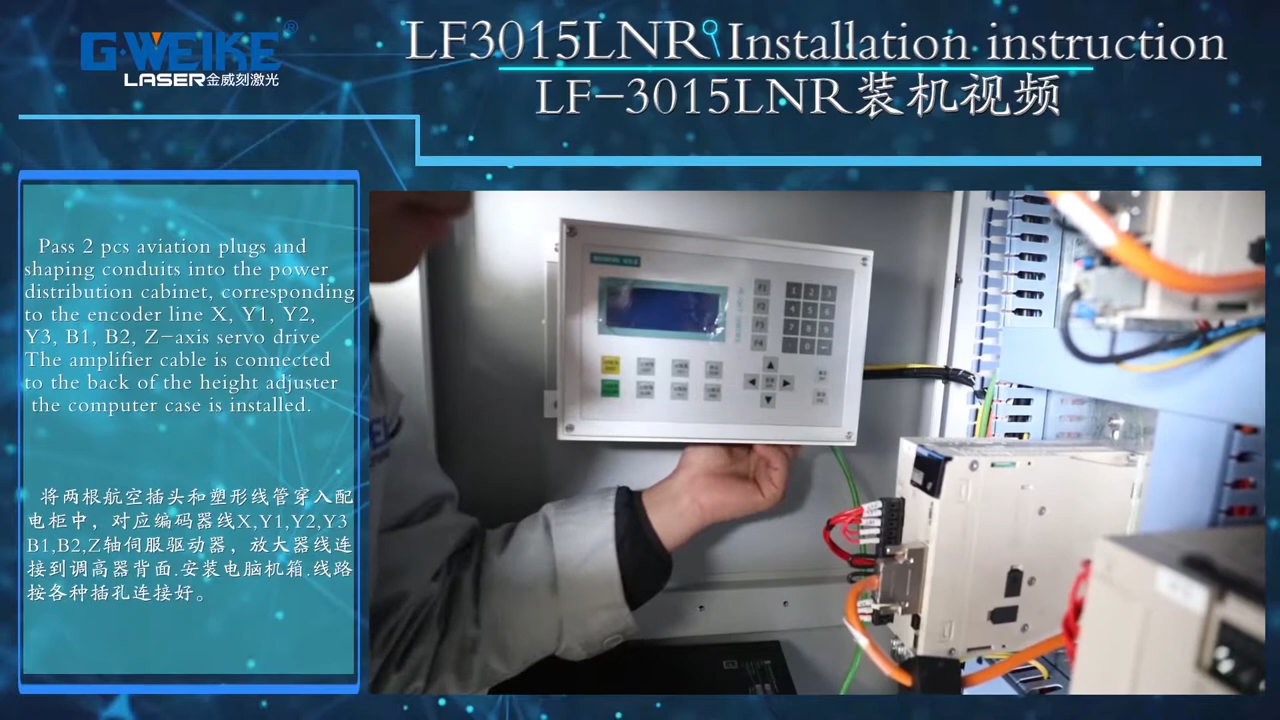 G·WEIKE®
LASER金威刻激光
LF3015LNR Installation instruction
LF-3015LNR装机视频
Pass 2 pcs aviation plugs and
shaping conduits into the power
distribution cabinet, corresponding
to the encoder line X, Y1, Y2,
Y3, B1, B2, Z-axis servo drive
The amplifier cable is connected
to the back of the height adjuster
the computer case is installed.
将两根航空插头和塑形线管穿入配
电柜中，对应编码器线X,Y1,Y2,Y3
B1,B2,Z轴伺服驱动器，放大器线连
接到调高器背面.安装电脑机箱.线路
按各种插孔连接好。
F1 1 2 3
F2 4 5 6
F3 7 8 9
F4 0